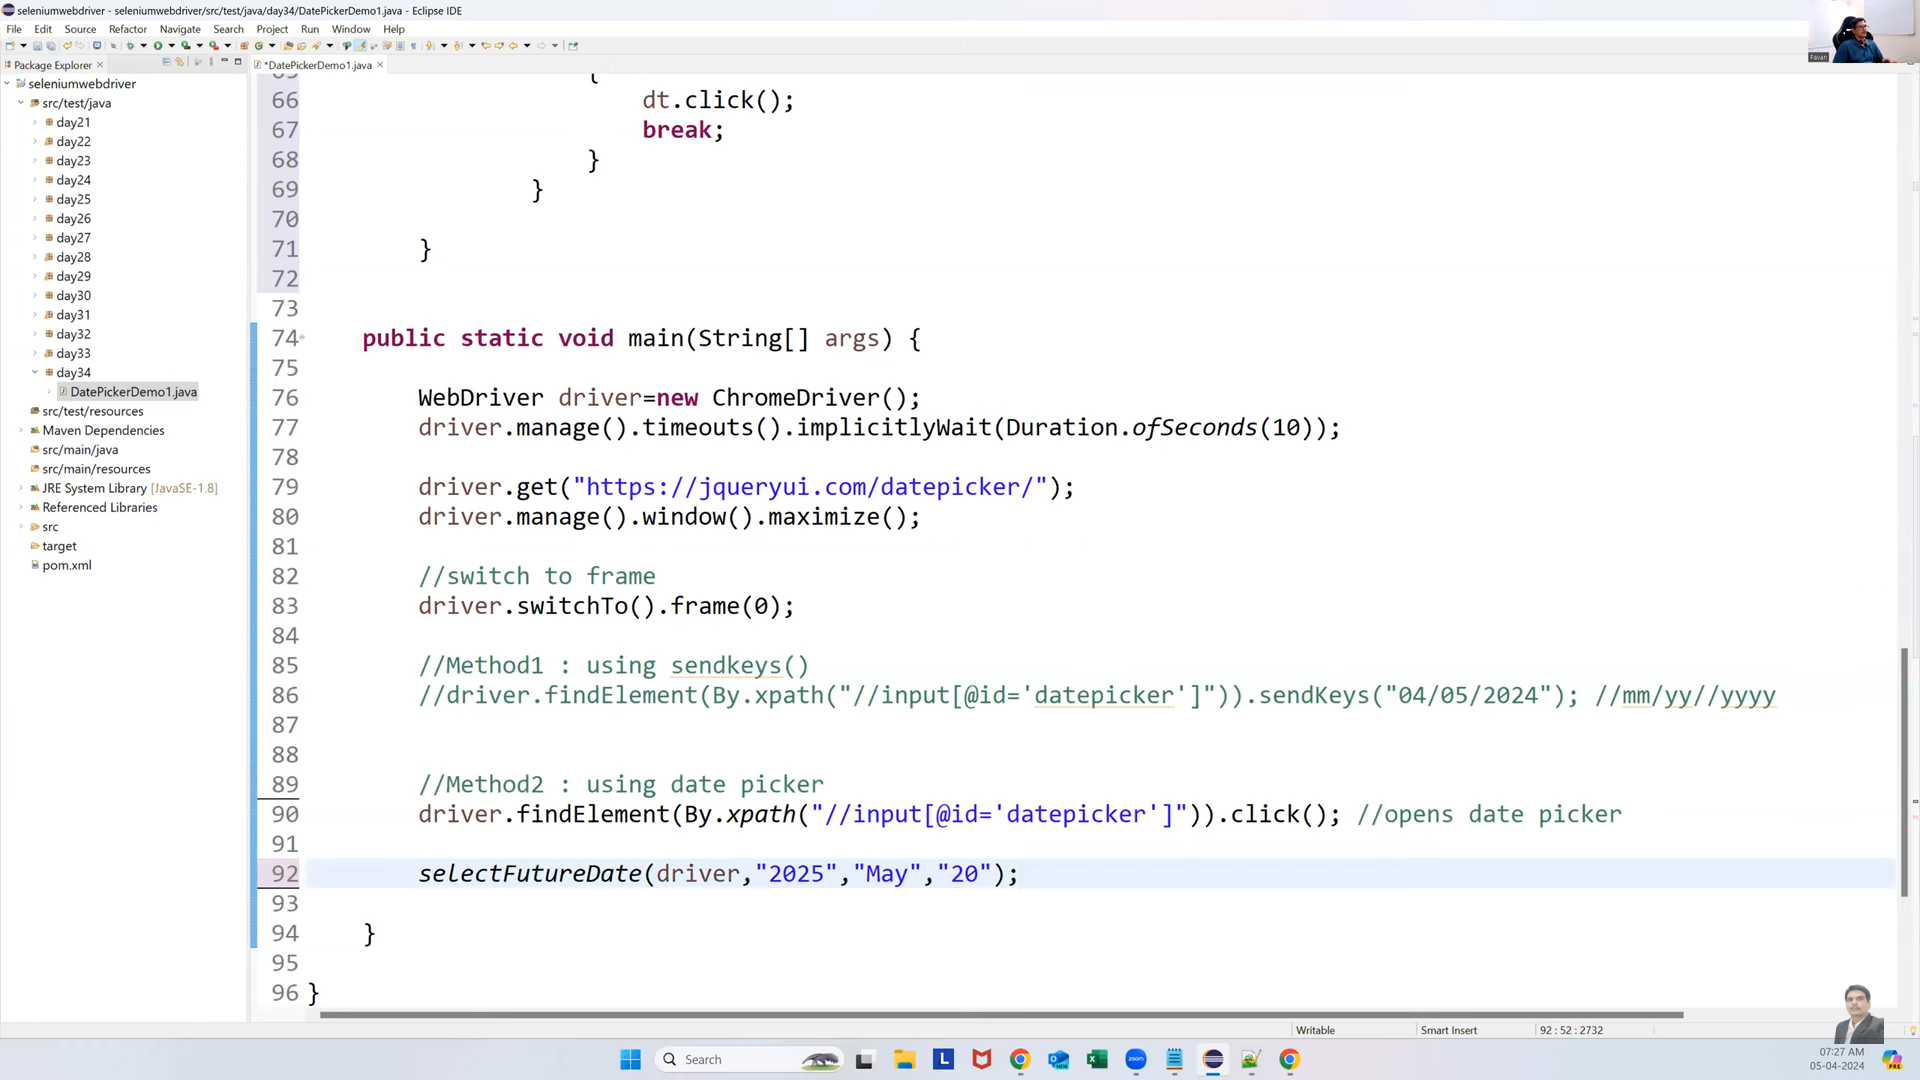 seleniumwebdriver - seleniumwebdriver/src/test/java/day34/DatePickerDemo1.java - Eclipse IDE
File Edit Source Refactor Navigate Search Project Run Window Help
Package Explorer
*DatePickerDemo1.java
Pavan
seleniumwebdriver
src/test/java
day21
day22
day23
day24
day25
day26
day27
day28
day29
day30
day31
day32
day33
day34
DatePickerDemo1.java
src/test/resources
Maven Dependencies
src/main/java
src/main/resources
JRE System Library [JavaSE-1.8]
Referenced Libraries
src
target
pom.xml
65 {
66 dt.click();
67 break;
68 }
69 }
70
71 }
72
73
74 public static void main(String[] args) {
75
76 WebDriver driver=new ChromeDriver();
77 driver.manage().timeouts().implicitlyWait(Duration.ofSeconds(10));
78
79 driver.get("https://jqueryui.com/datepicker/");
80 driver.manage().window().maximize();
81
82 //switch to frame
83 driver.switchTo().frame(0);
84
85 //Method1 : using sendkeys()
86 //driver.findElement(By.xpath("//input[@id='datepicker']")).sendKeys("04/05/2024"); //mm/yy//yyyy
87
88
89 //Method2 : using date picker
90 driver.findElement(By.xpath("//input[@id='datepicker']")).click(); //opens date picker
91
92 selectFutureDate(driver,"2025","May","20");
93
94 }
95
96 }
Writable Smart Insert 92 : 52 : 2732
Search
L
zoom
07:27 AM
05-04-2024
PRE